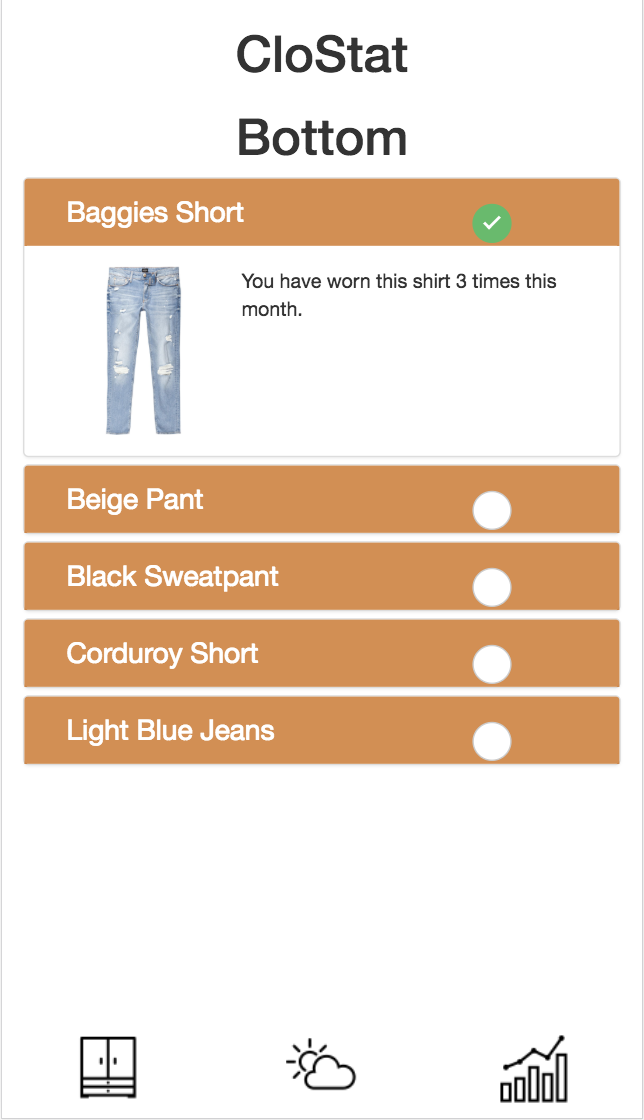 CloStat
Bottom
Baggies Short
You have worn this shirt 3 times this
month.
Beige Pant
Black Sweatpant
Corduroy Short
Light Blue Jeans